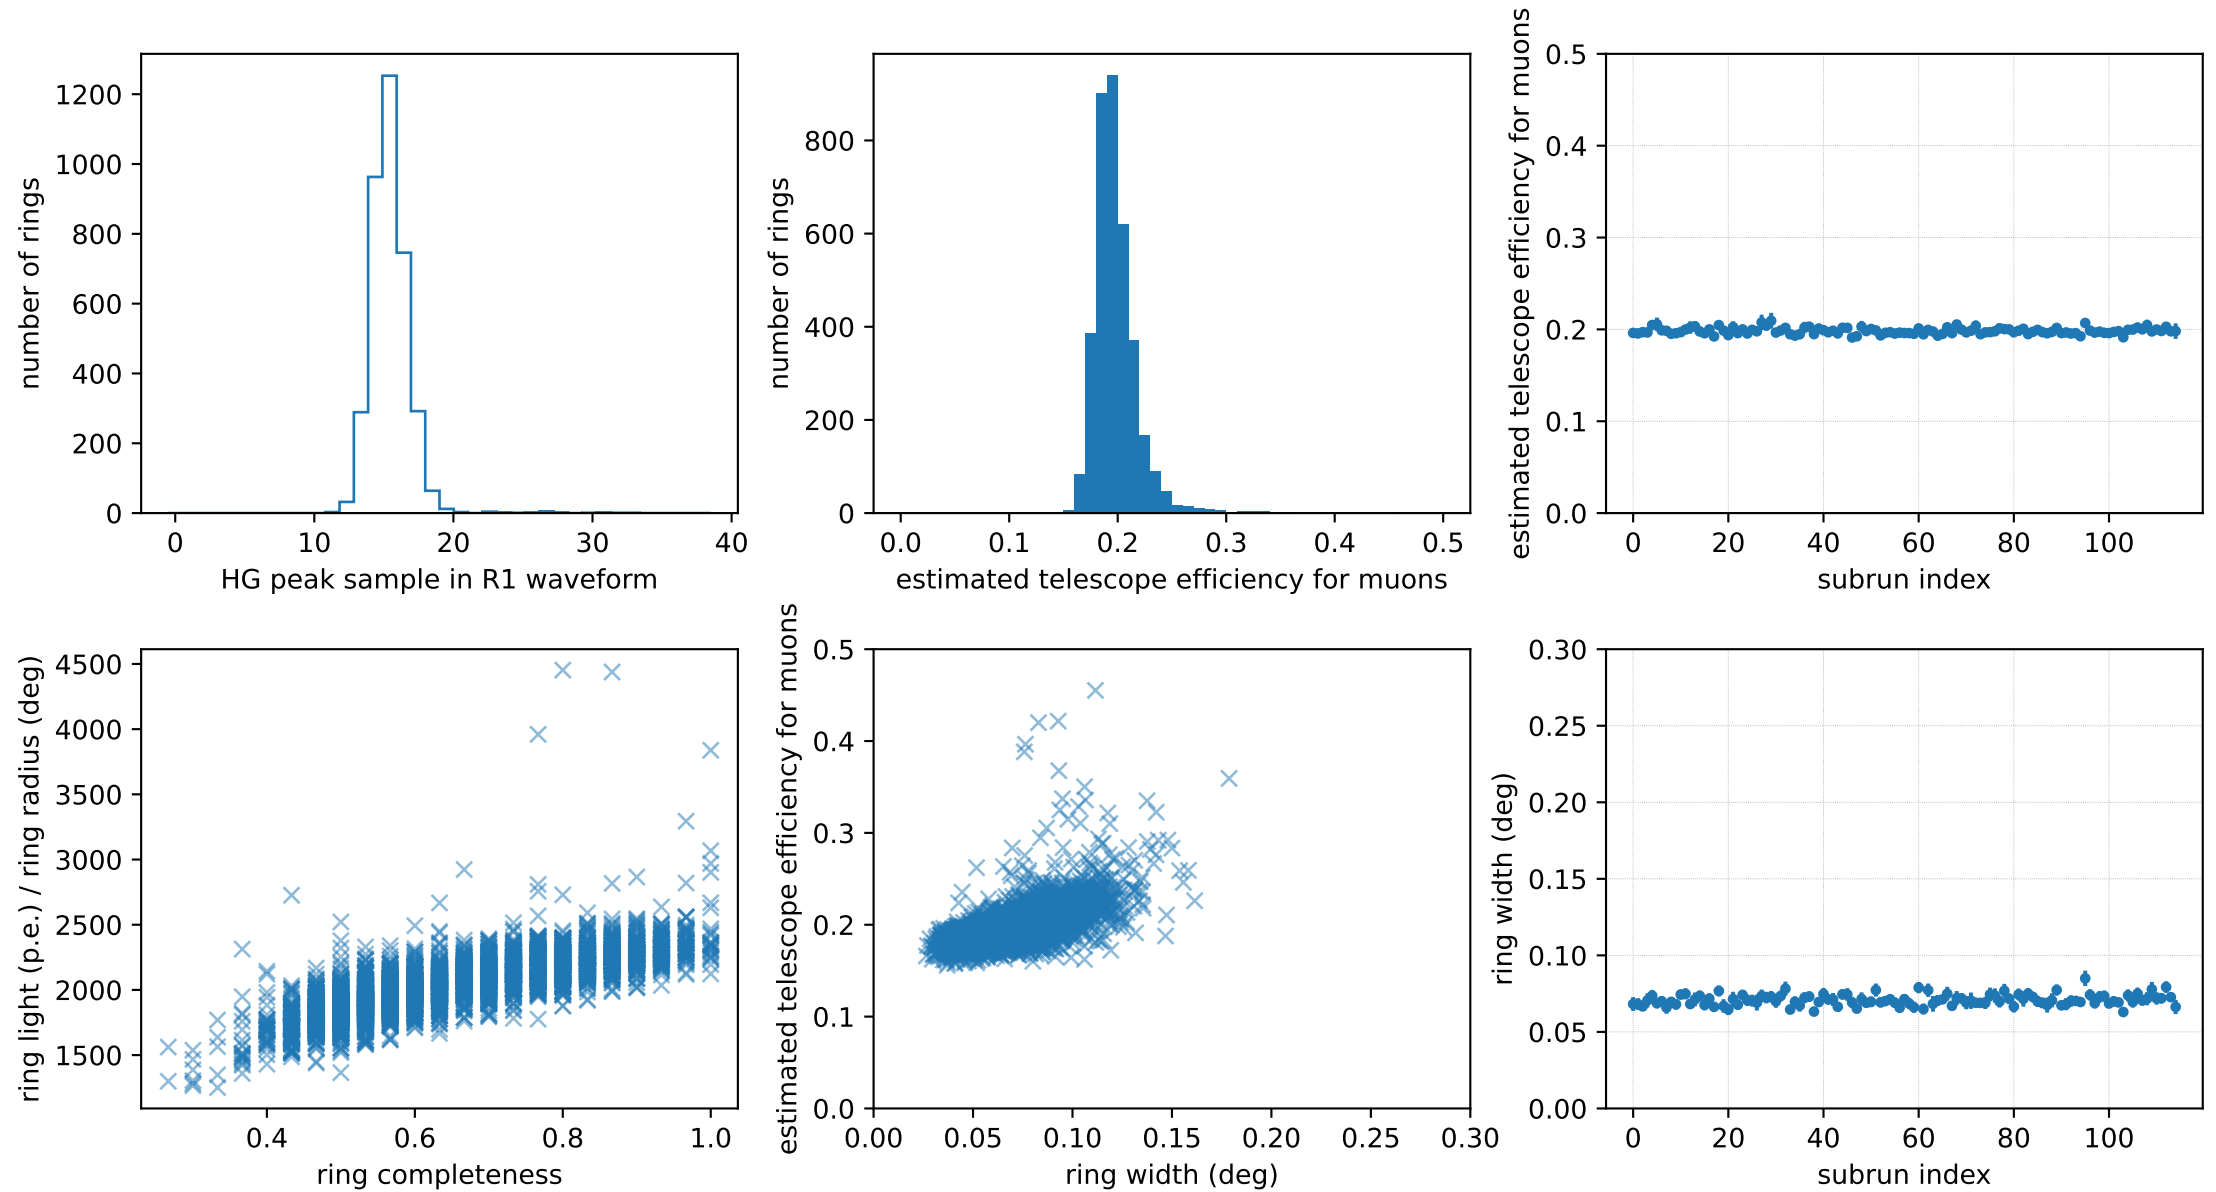 1200
1000
800
600
400
200
0
number of rings
0 10 20 30 40
HG peak sample in R1 waveform
800
600
400
200
0
number of rings
0.0 0.1 0.2 0.3 0.4 0.5
estimated telescope efficiency for muons
0.5
0.4
0.3
0.2
0.1
0.0
estimated telescope efficiency for muons
0 20 40 60 80 100
subrun index
4500
4000
3500
3000
2500
2000
1500
ring light (p.e.) / ring radius (deg)
0.4 0.6 0.8 1.0
ring completeness
0.5
0.4
0.3
0.2
0.1
0.0
estimated telescope efficiency for muons
0.00 0.05 0.10 0.15 0.20 0.25 0.30
ring width (deg)
0.30
0.25
0.20
0.15
0.10
0.05
0.00
ring width (deg)
0 20 40 60 80 100
subrun index